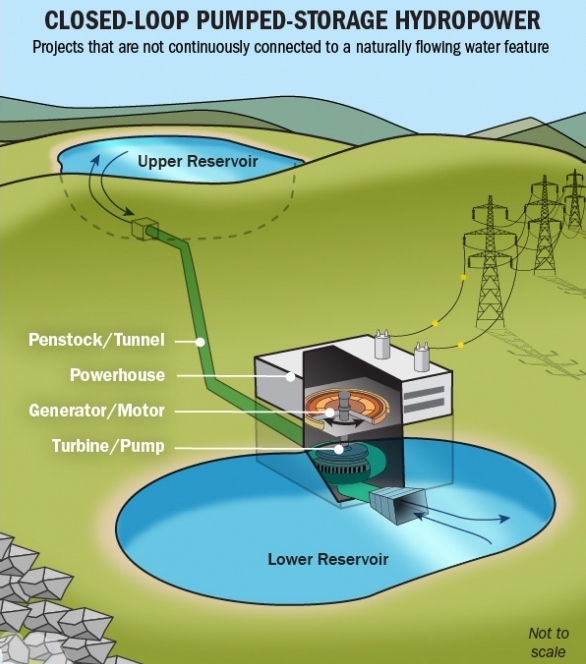 CLOSED-LOOP PUMPED-STORAGE HYDROPOWER
Projects that are not continuously connected to a naturally flowing water feature
Upper Reservoir
Penstock/Tunnel
Powerhouse
Generator/Motor
Turbine/Pump
Lower Reservoir
Not to
scale